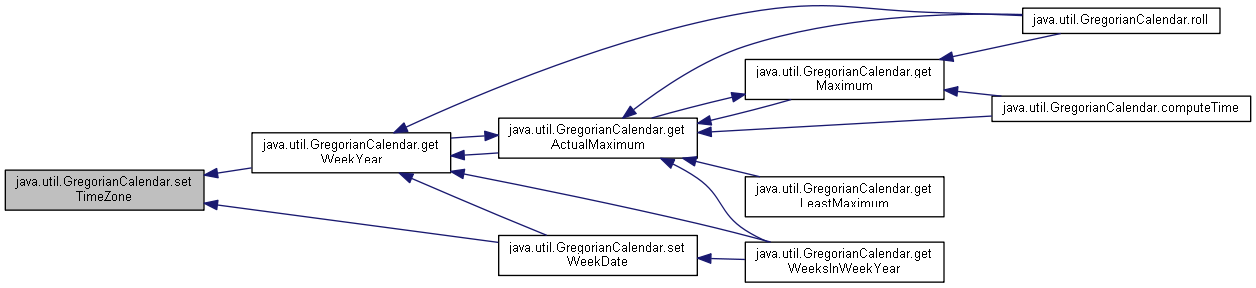 java.util.GregorianCalendar.roll
java.util.GregorianCalendar.get
Maximum
java.util.GregorianCalendar.computeTime
java.util.GregorianCalendar.get
ActualMaximum
java.util.GregorianCalendar.get
WeekYear
java.util.GregorianCalendar.set
TimeZone
java.util.GregorianCalendar.get
LeastMaximum
java.util.GregorianCalendar.set
WeekDate
java.util.GregorianCalendar.get
WeeksInWeekYear